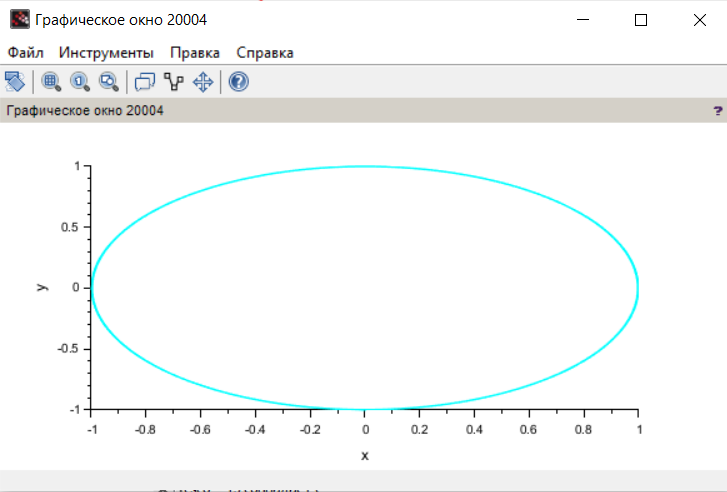 Графическое окно 20004
Файл Инструменты Правка Справка
Графическое окно 20004 ?
1
0.5
y
0
-0.5
-1
-1 -0.8 -0.6 -0.4 -0.2 0 0.2 0.4 0.6 0.8 1
x